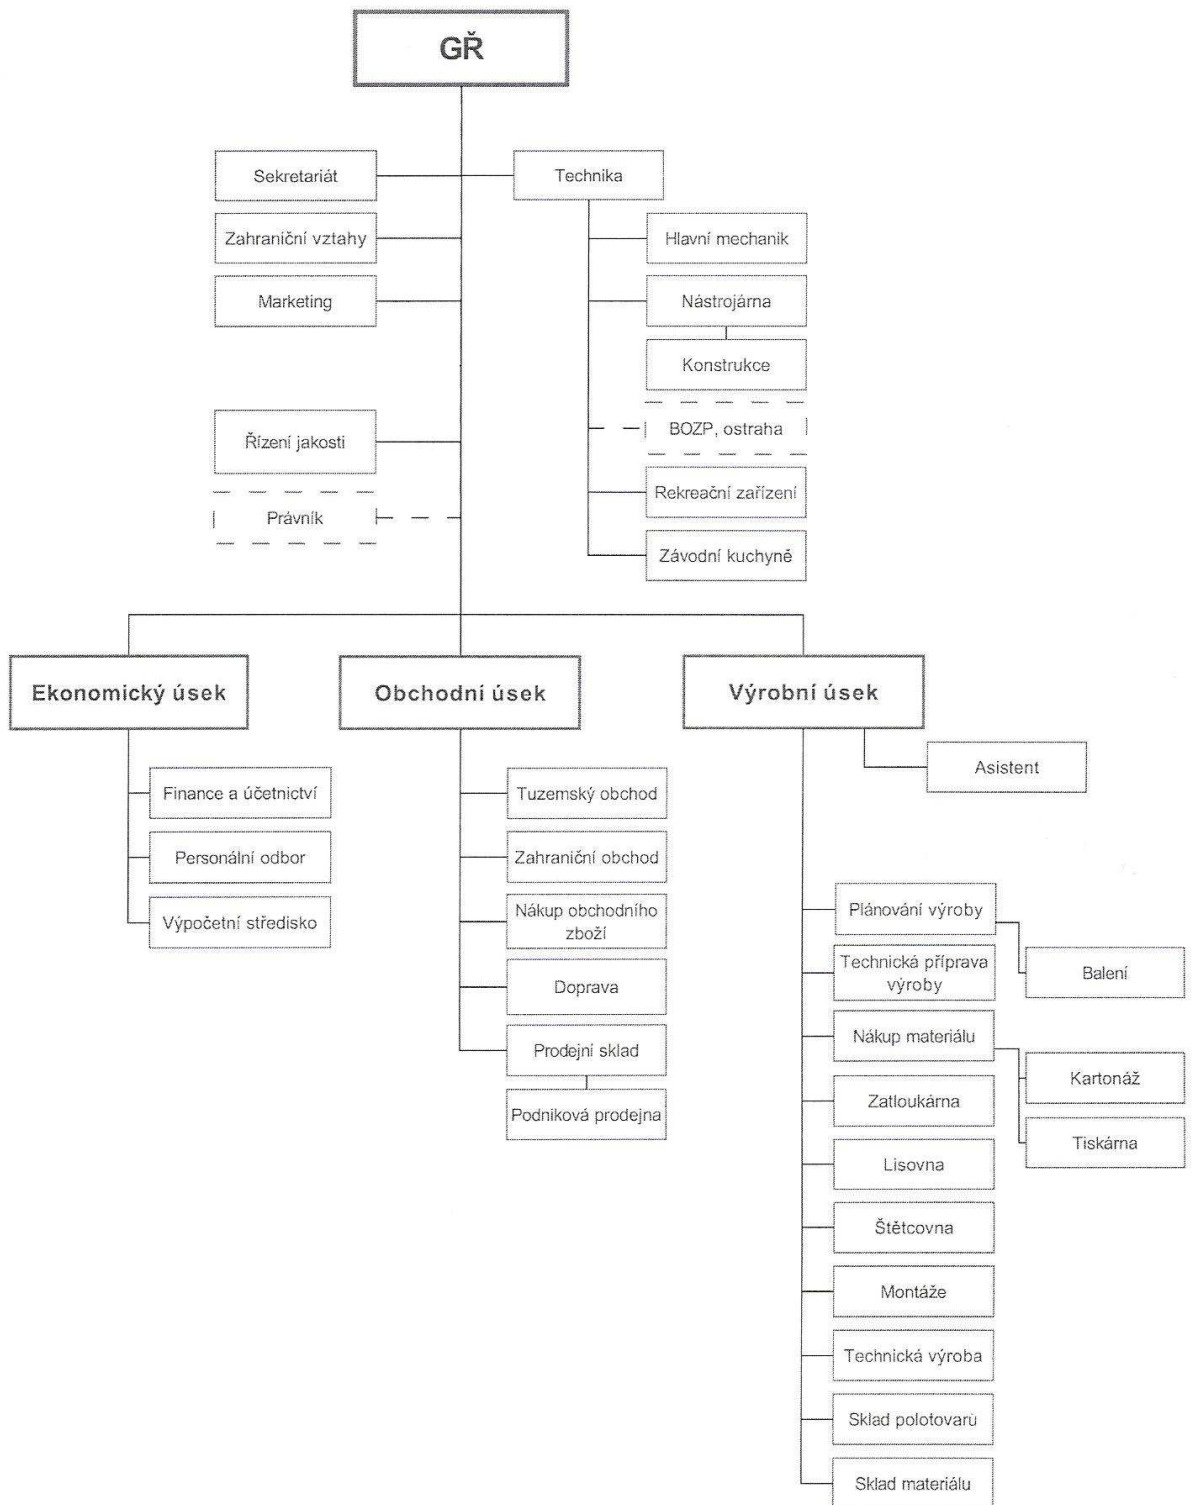 GŘ
Sekretariát
Technika
Zahraniční vztahy
Hlavní mechanik
Marketing
Nástrojárna
Konstrukce
Řízení jakosti
BOZP, ostraha
Právník
Rekreační zařízení
Závodní kuchyně
Ekonomický úsek
Obchodní úsek
Výrobní úsek
Asistent
Finance a účetnictví
Personální odbor
Výpočetní středisko
Tuzemský obchod
Zahraniční obchod
Nákup obchodního
zboží
Doprava
Prodejní sklad
Podniková prodejna
Plánování výroby
Balení
Technická příprava
výroby
Nákup materiálu
Kartonáž
Tiskárna
Zatloukárna
Lisovna
Štětcovna
Montáže
Technická výroba
Sklad polotovarů
Sklad materiálu